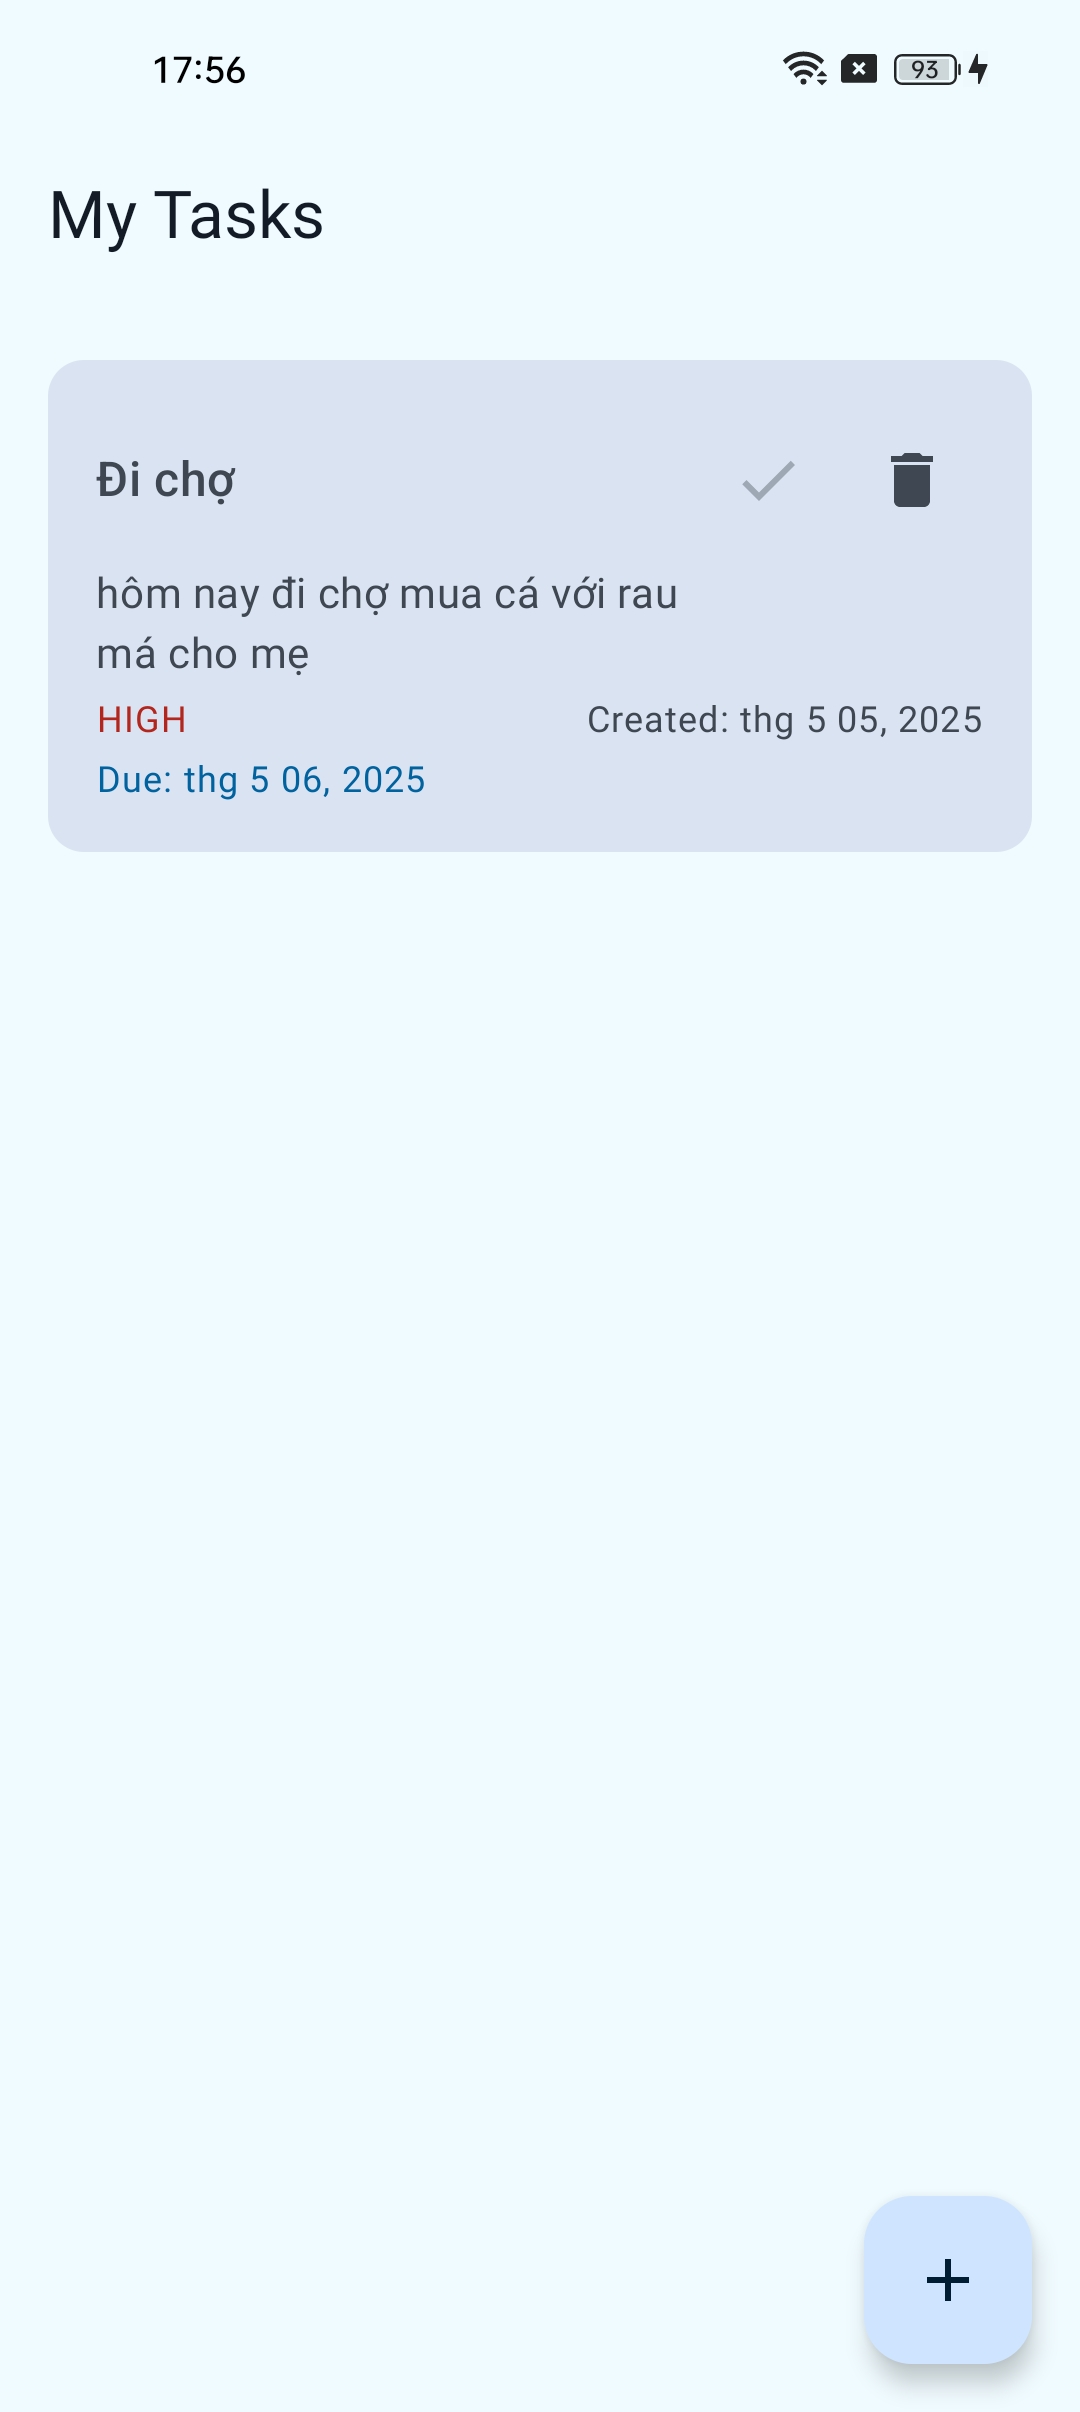 17:56
93
My Tasks
Đi chợ
hôm nay đi chợ mua cá với rau
má cho mẹ
HIGH
Created: thg 5 05, 2025
Due: thg 5 06, 2025